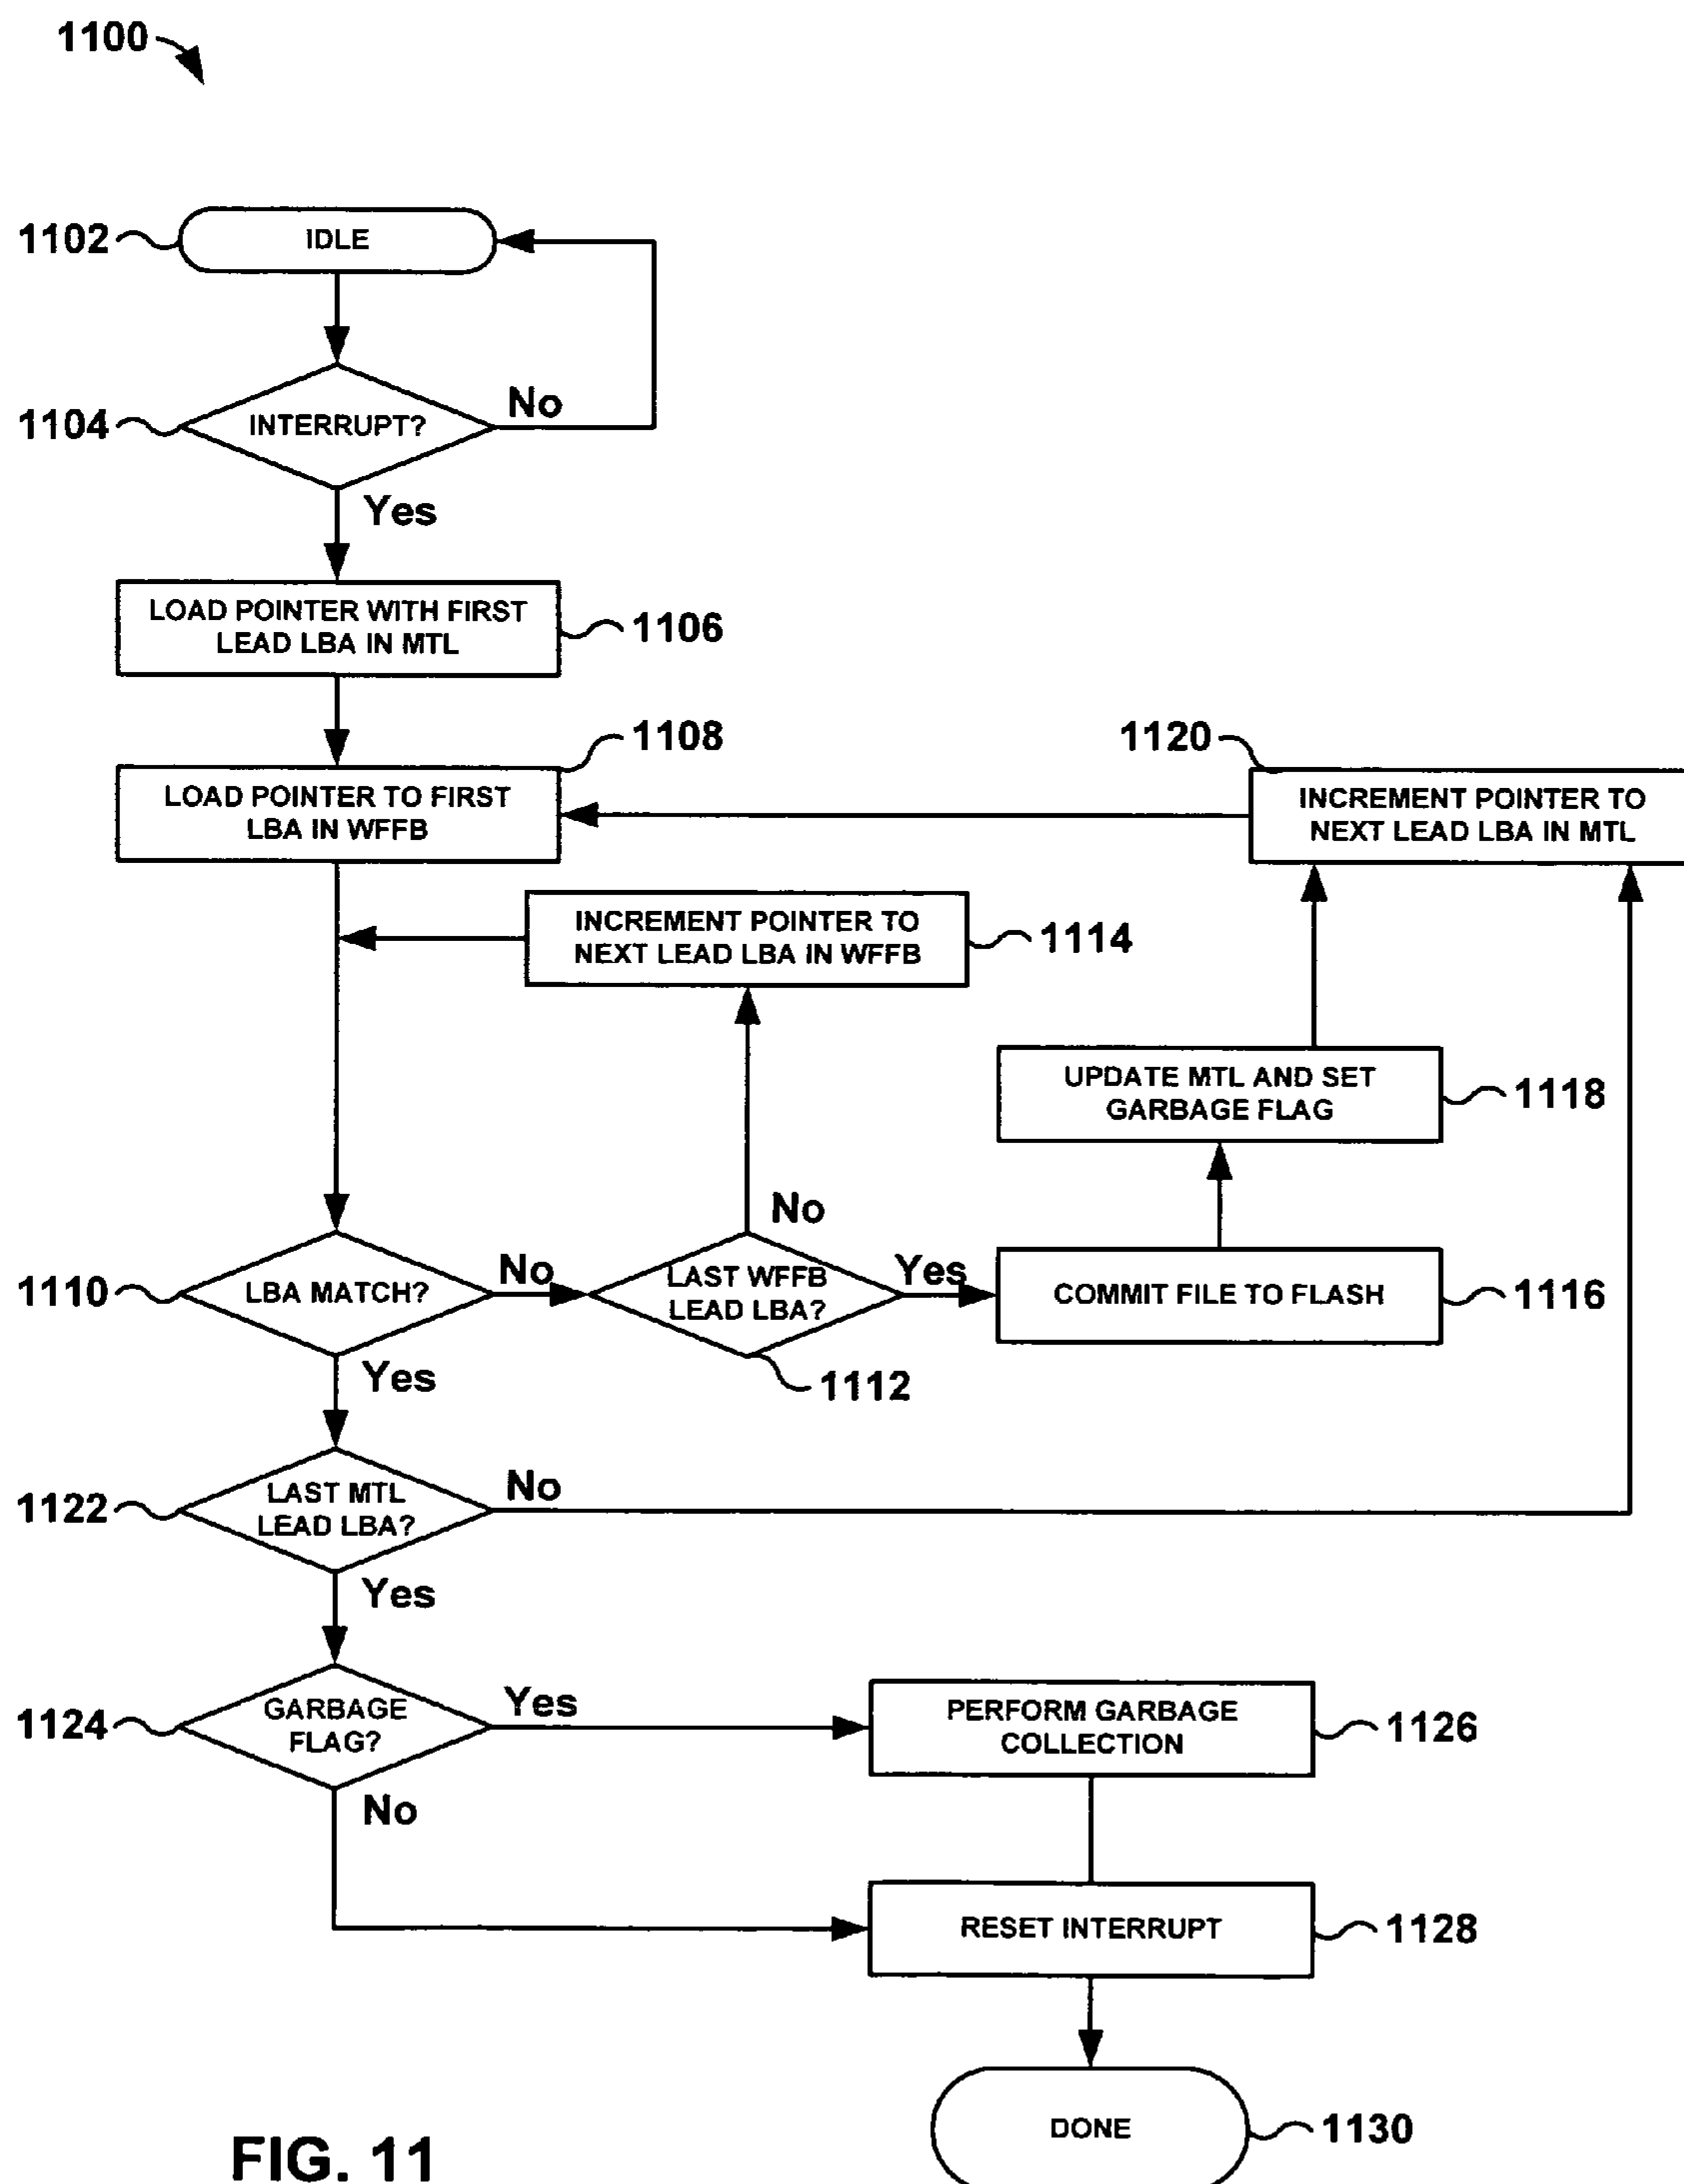 1100
1102
IDLE
1104
INTERRUPT?
No
Yes
LOAD POINTER WITH FIRST
LEAD LBA IN MTL
1106
1108
LOAD POINTER TO FIRST
LBA IN WFFB
1120
INCREMENT POINTER TO
NEXT LEAD LBA IN MTL
INCREMENT POINTER TO
NEXT LEAD LBA IN WFFB
1114
UPDATE MTL AND SET
GARBAGE FLAG
1118
No
1110
LBA MATCH?
No
LAST WFFB
LEAD LBA?
Yes
COMMIT FILE TO FLASH
1116
1112
Yes
1122
LAST MTL
LEAD LBA?
No
Yes
1124
GARBAGE
FLAG?
Yes
PERFORM GARBAGE
COLLECTION
1126
No
RESET INTERRUPT
1128
DONE
1130
FIG. 11